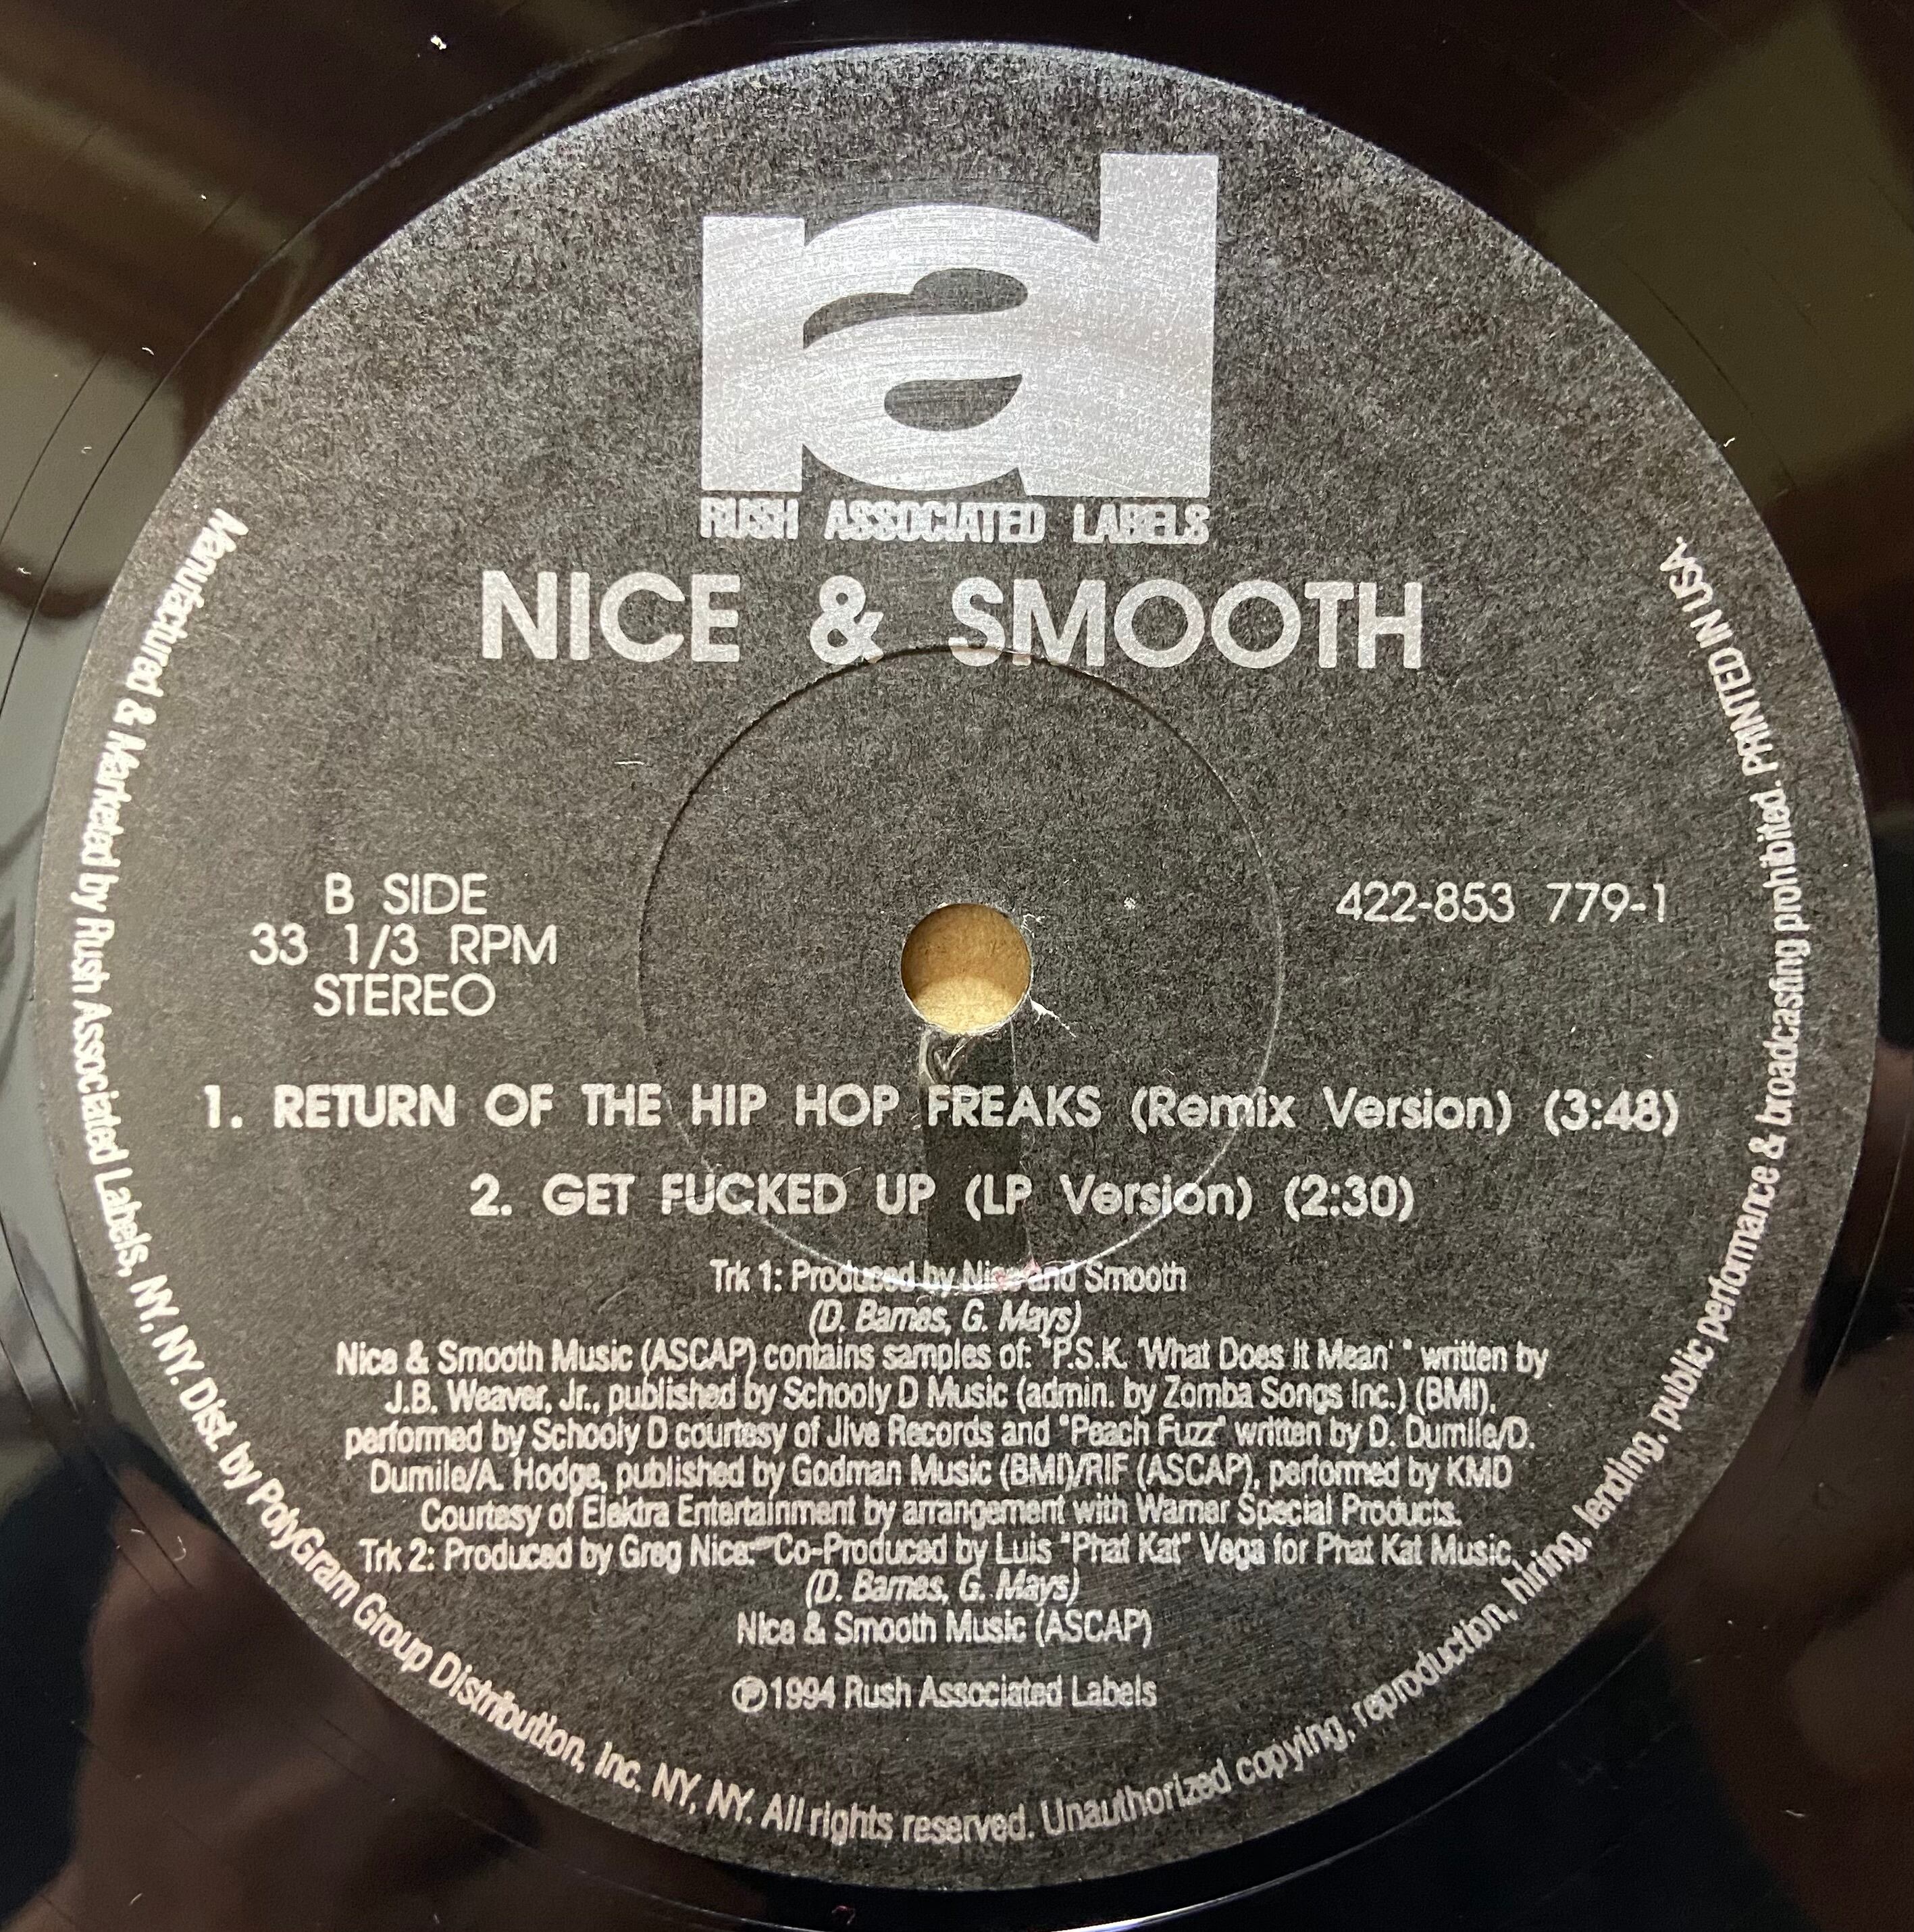 ral
RUSH ASSOCIATED LABELS
NICE & SMOOTH
B SIDE
33 1/3 RPM
STEREO
422-853 779-1
1. RETURN OF THE HIP HOP FREAKS (Remix Version) (3:48)
2. GET FUCKED UP (LP Version) (2:30)
Trk 1: Produced by Nice and Smooth
(D. Barnes, G. Mays)
Nice & Smooth Music (ASCAP) contains samples of: "P.S.K. 'What Does It Mean' " written by
J.B. Weaver, Jr., published by Schooly D Music (admin. by Zomba Songs Inc.) (BMI),
performed by Schooly D courtesy of Jive Records and "Peach Fuzz" written by D. Dumile/D.
Dumile/A. Hodge, published by Godman Music (BMI)/RIF (ASCAP), performed by KMD
Courtesy of Elektra Entertainment by arrangement with Warner Special Products.
Trk 2: Produced by Greg Nice. Co-Produced by Luis "Phat Kat" Vega for Phat Kat Music.
(D. Barnes, G. Mays)
Nice & Smooth Music (ASCAP)
℗1994 Rush Associated Labels
Manufactured & Marketed by Rush Associated Labels, NY, NY. Dist. by PolyGram Group Distribution, Inc. NY, NY. All rights reserved. Unauthorized copying, reproduction, hiring, lending, public performance & broadcasting prohibited. PRINTED IN USA.